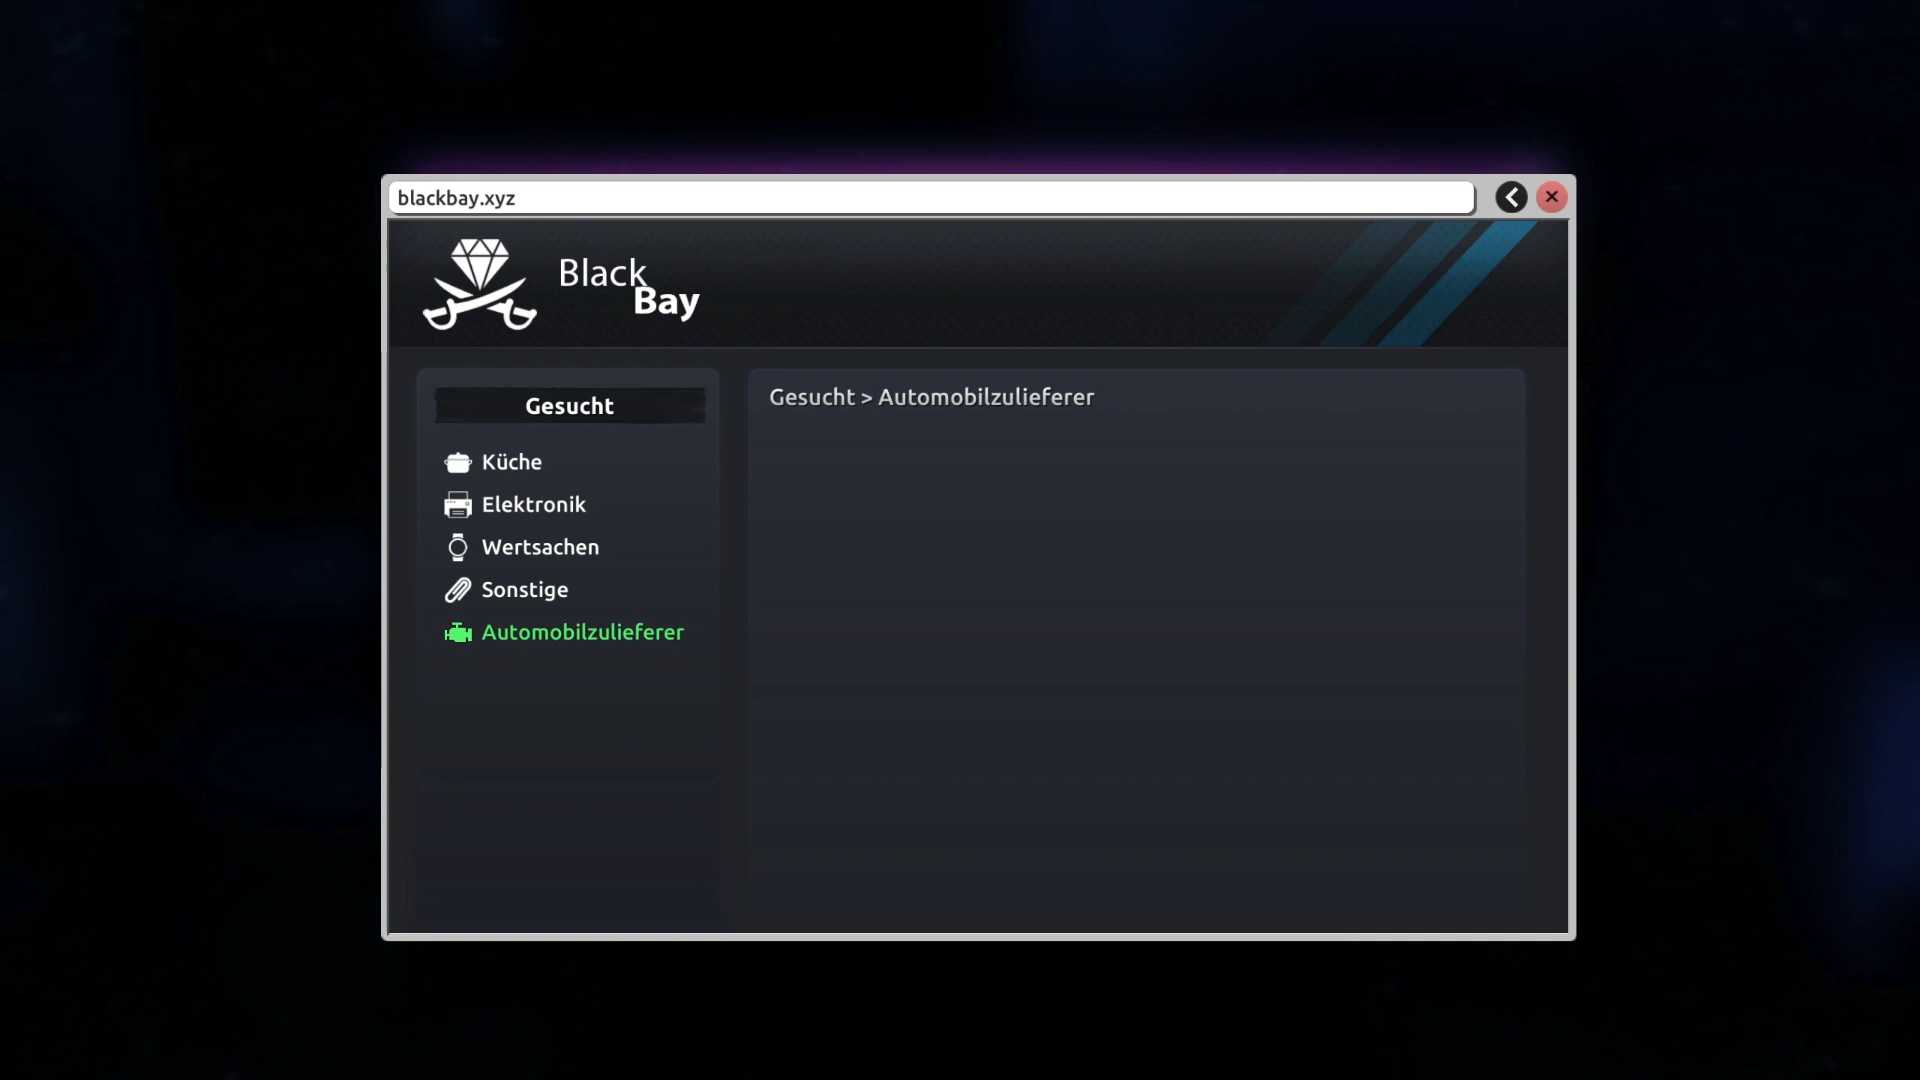 blackbay.xyz
Black
Bay
Gesucht
Küche
Elektronik
Wertsachen
Sonstige
Automobilzulieferer
Gesucht > Automobilzulieferer